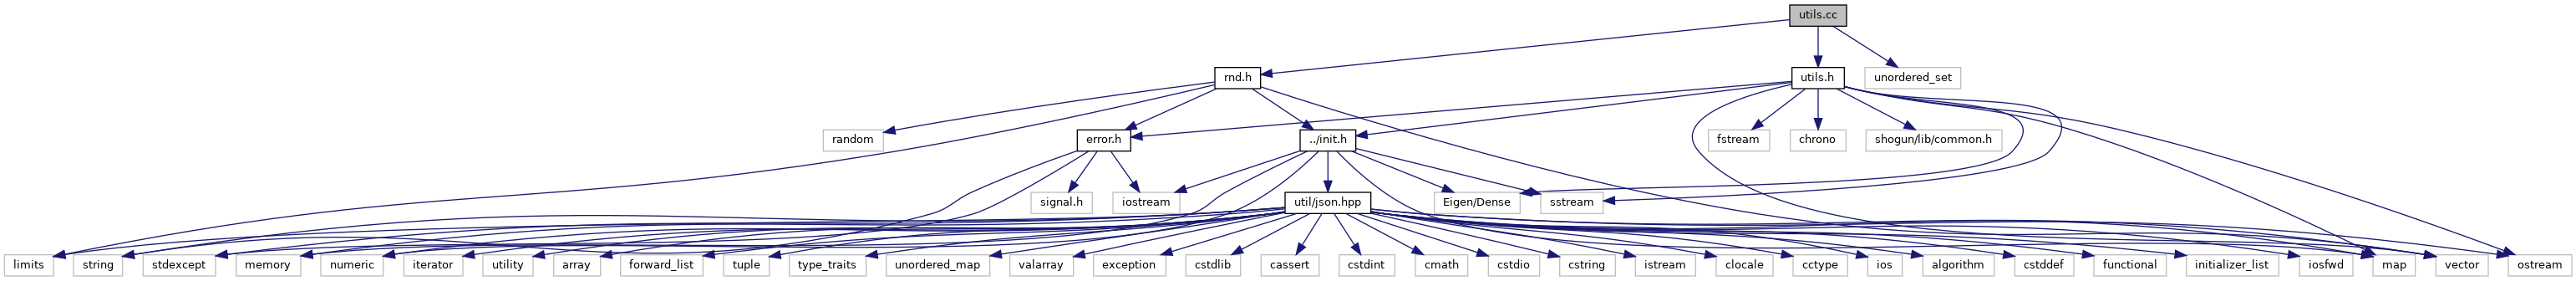 utils.cc
rnd.h
utils.h
unordered_set
random
error.h
../init.h
fstream
chrono
shogun/lib/common.h
signal.h
iostream
util/json.hpp
Eigen/Dense
sstream
limits
string
stdexcept
memory
numeric
iterator
utility
array
forward_list
tuple
type_traits
unordered_map
valarray
exception
cstdlib
cassert
cstdint
cmath
cstdio
cstring
istream
clocale
cctype
ios
algorithm
cstddef
functional
initializer_list
iosfwd
map
vector
ostream